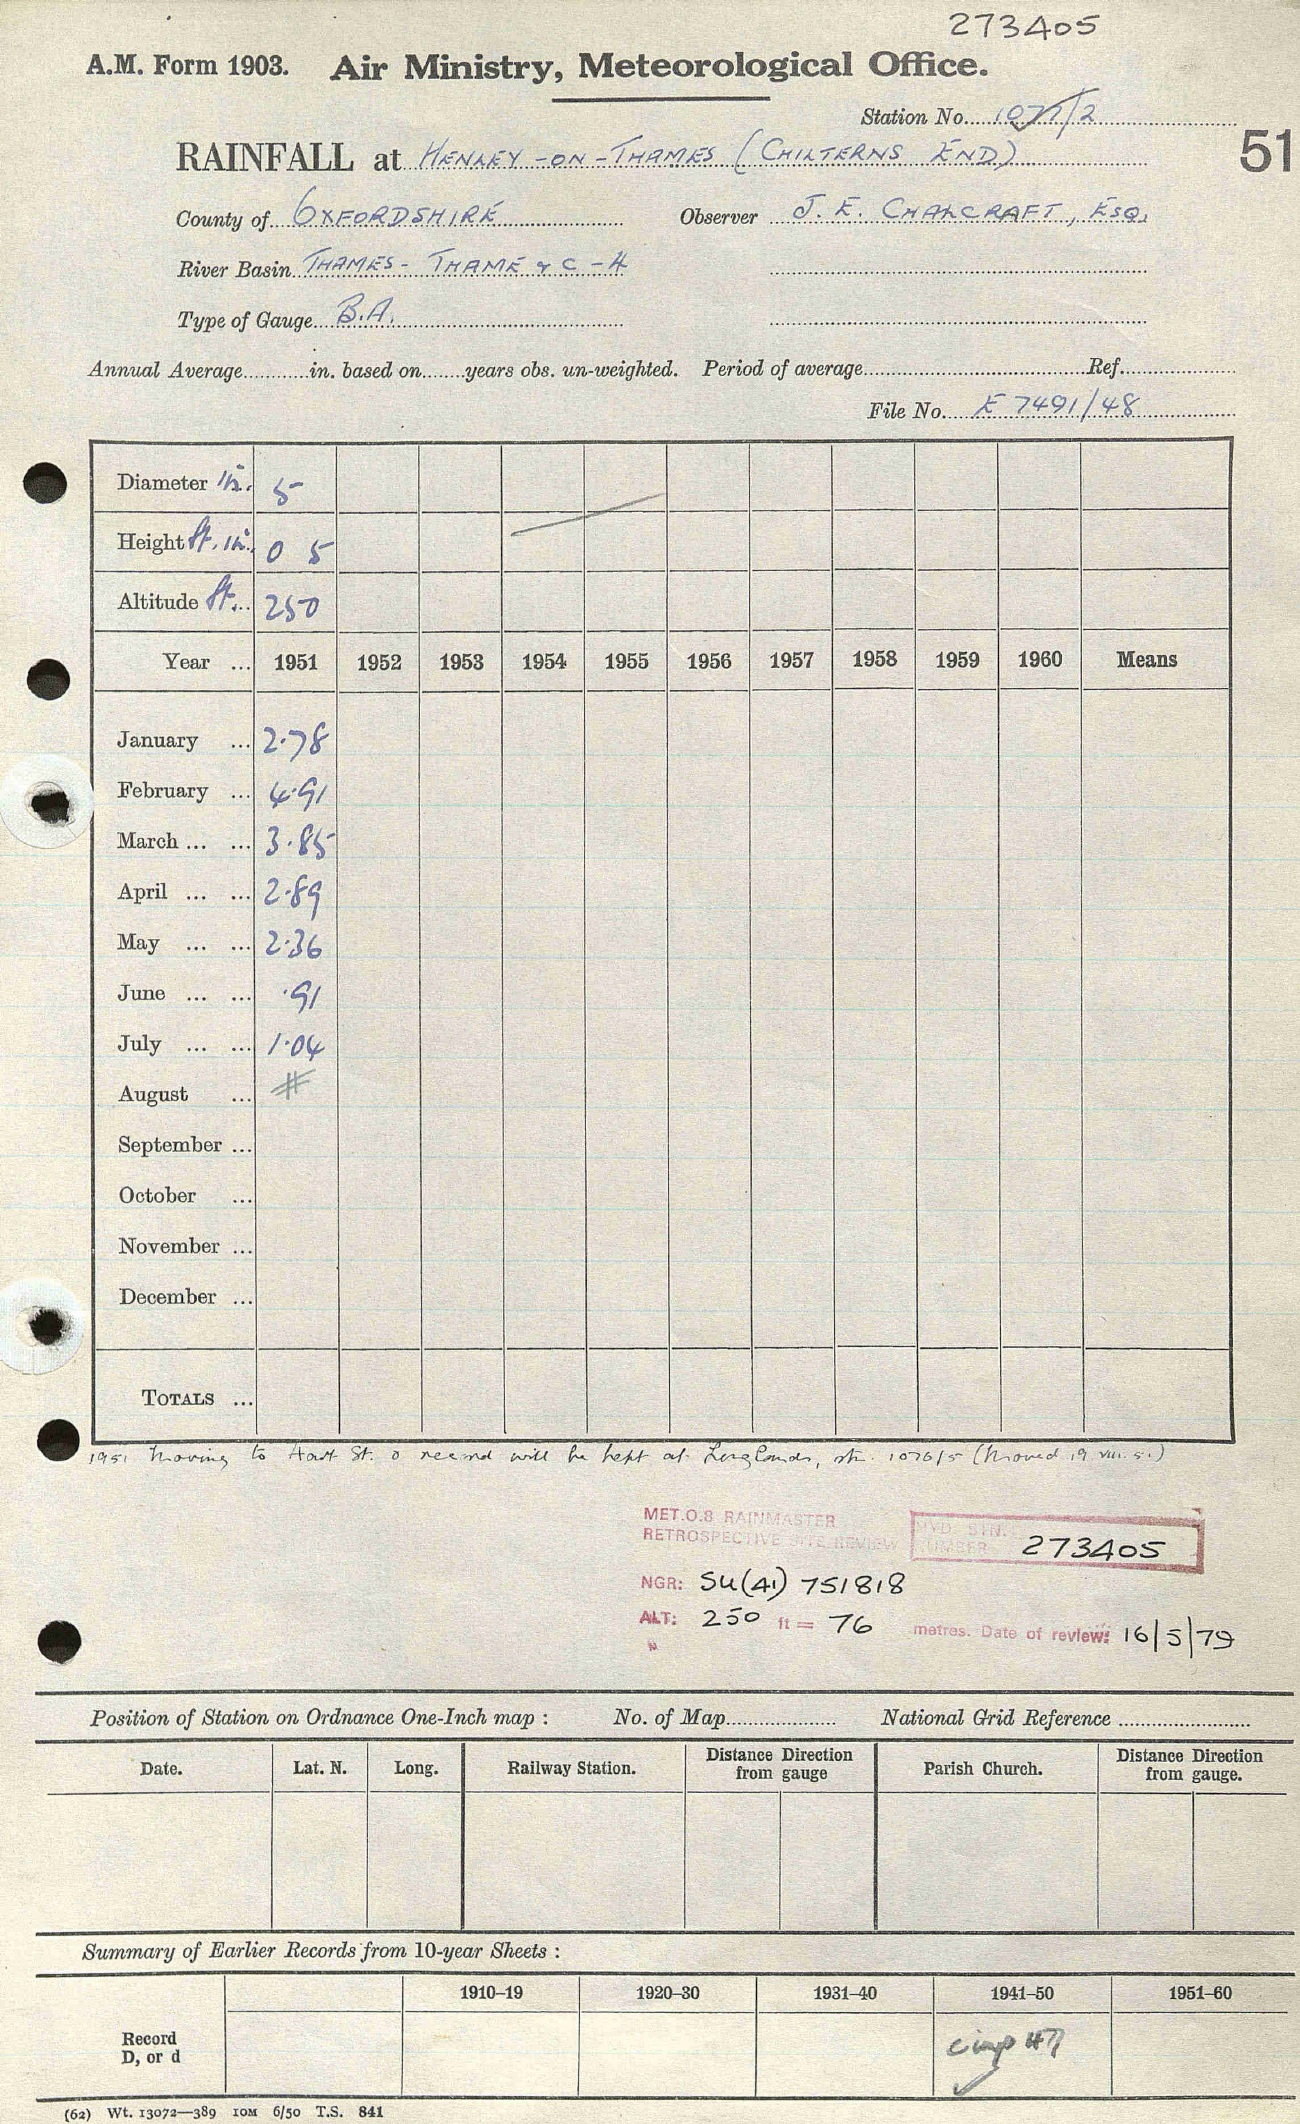 273405
A.M. Form 1903. Air Ministry, Meteorological Office.
Station No. 1077/2
51
RAINFALL at HENLEY-ON-THAMES (CHILTERNS END)
County of OXFORDSHIRE Observer J. E. CHALCRAFT, ESQ.
River Basin THAMES - THAME & C - 4
Type of Gauge B.A.
Annual Average in. based on years obs. un-weighted. Period of average Ref.
File No. E 7491/48
Diameter in. 5
Height ft. in. 0 5
Altitude ft. 250
Year ... 1951 1952 1953 1954 1955 1956 1957 1958 1959 1960 Means
January ... 2.78
February ... 4.91
March ... ... 3.85
April ... ... 2.89
May ... ... 2.36
June ... ... .91
July ... ... 1.04
August ... #
September ...
October ...
November ...
December ...
TOTALS ...
1951 Moving to Hart St. & record will be kept at Longlands, stn. 1076/5 (Moved 19 viii 51)
MET.O.8 RAINMASTER
RETROSPECTIVE SITE REVIEW
STN. NUMBER 273405
NGR: SU(41) 751818
ALT: 250 ft = 76 metres. Date of review: 16/5/79
Position of Station on Ordnance One-Inch map : No. of Map National Grid Reference
Date. Lat. N. Long. Railway Station. Distance Direction from gauge Parish Church. Distance Direction from gauge.
Summary of Earlier Records from 10-year Sheets :
1910–19 1920–30 1931–40 1941–50 1951–60
Record
D, or d
47
(62) Wt. 13072—389 10M 6/50 T.S. 841